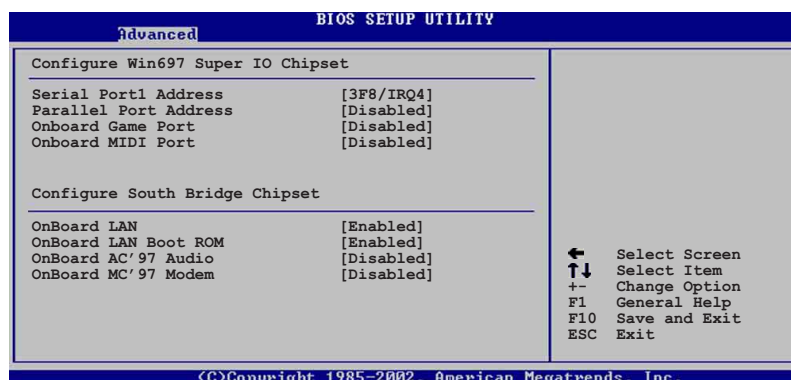 BIOS SETUP UTILITY
Advanced
Configure Win697 Super IO Chipset
Serial Port1 Address [3F8/IRQ4]
Parallel Port Address [Disabled]
Onboard Game Port [Disabled]
Onboard MIDI Port [Disabled]
Configure South Bridge Chipset
OnBoard LAN [Enabled]
OnBoard LAN Boot ROM [Enabled]
OnBoard AC'97 Audio [Disabled]
OnBoard MC'97 Modem [Disabled]
← Select Screen
↑↓ Select Item
+- Change Option
F1 General Help
F10 Save and Exit
ESC Exit
(C)Copyright 1985-2002, American Megatrends, Inc.